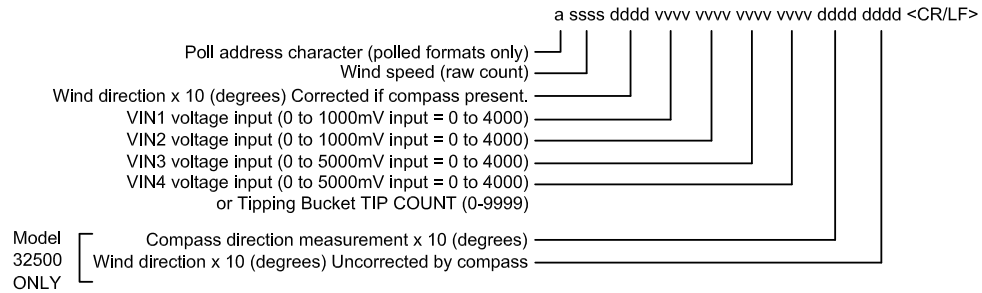 a ssss dddd vvvv vvvv vvvv vvvv dddd dddd <CR/LF>
Poll address character (polled formats only)
Wind speed (raw count)
Wind direction x 10 (degrees) Corrected if compass present.
VIN1 voltage input (0 to 1000mV input = 0 to 4000)
VIN2 voltage input (0 to 1000mV input = 0 to 4000)
VIN3 voltage input (0 to 5000mV input = 0 to 4000)
VIN4 voltage input (0 to 5000mV input = 0 to 4000)
or Tipping Bucket TIP COUNT (0-9999)
Model
32500
ONLY
Compass direction measurement x 10 (degrees)
Wind direction x 10 (degrees) Uncorrected by compass